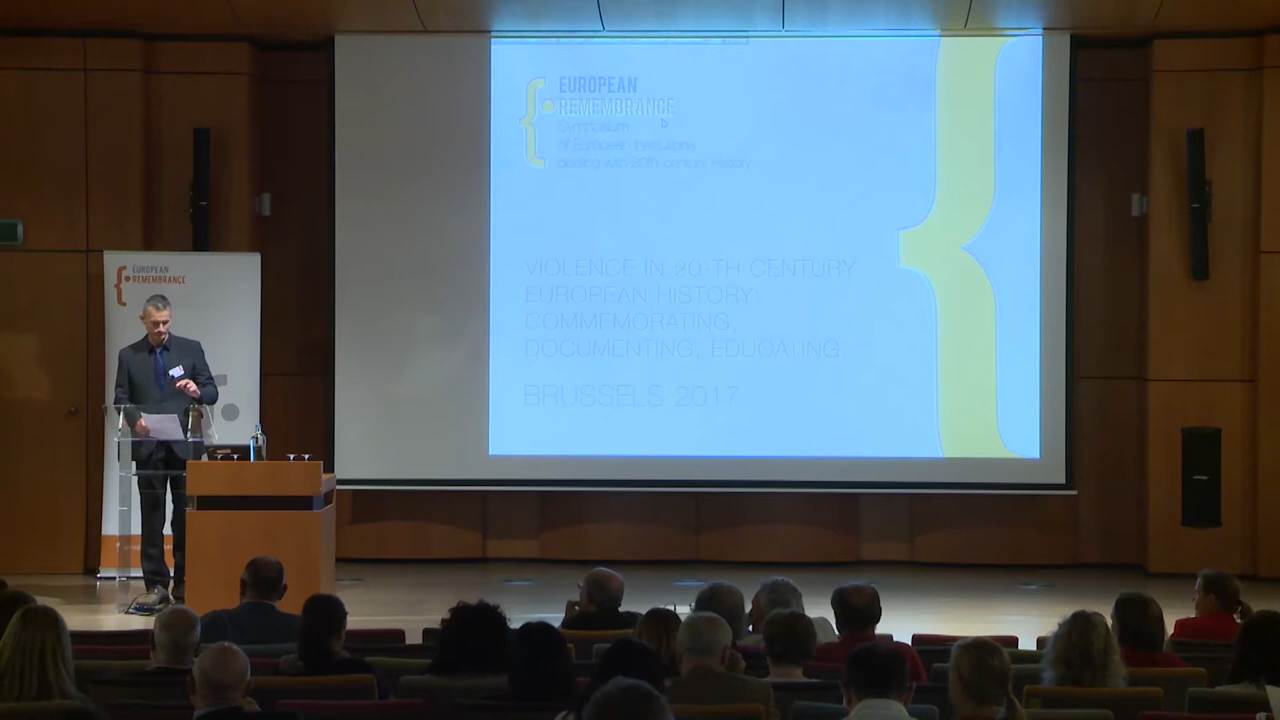 EUROPEAN
REMEMBRANCE
Symposium
of European Institutions
dealing with 20th-century History
VIOLENCE IN 20-TH CENTURY
EUROPEAN HISTORY:
COMMEMORATING,
DOCUMENTING, EDUCATING
BRUSSELS 2017
EUROPEAN
REMEMBRANCE